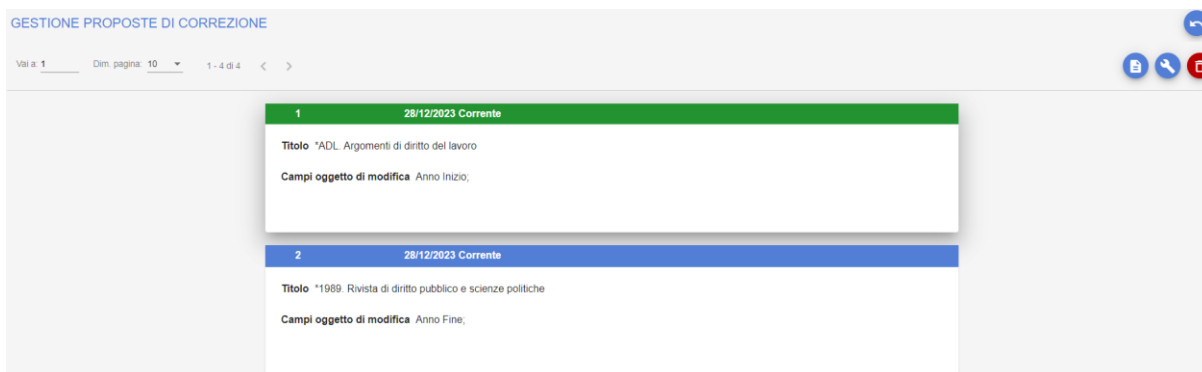 GESTIONE PROPOSTE DI CORREZIONE
Vai a: 1 Dim. pagina: 10 1 - 4 di 4
1 28/12/2023 Corrente
Titolo *ADL. Argomenti di diritto del lavoro
Campi oggetto di modifica Anno Inizio;
2 28/12/2023 Corrente
Titolo *1989. Rivista di diritto pubblico e scienze politiche
Campi oggetto di modifica Anno Fine;